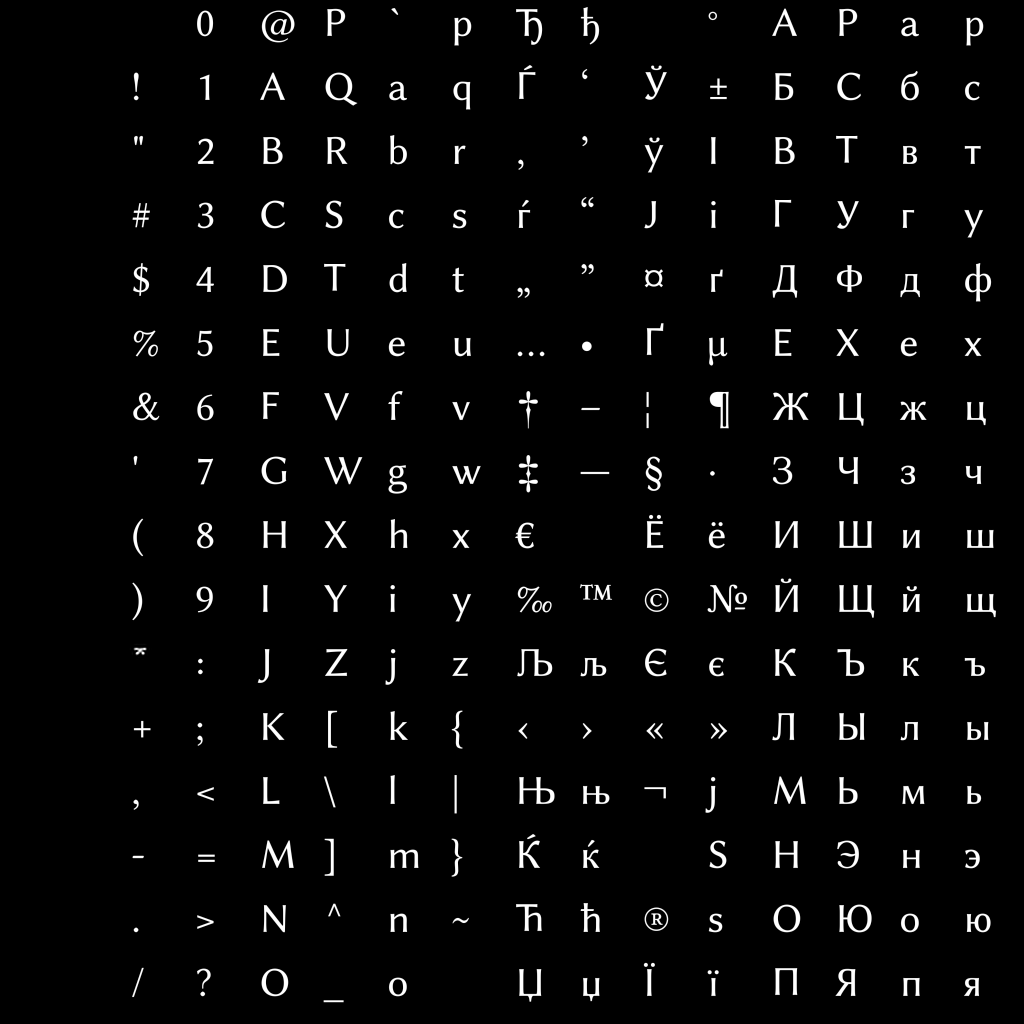 0 @ P ` p Ђ ђ ° А Р а р
! 1 A Q a q Ѓ ‘ Ў ± Б С б с
" 2 B R b r ‚ ’ ў І В Т в т
# 3 C S c s ѓ “ Ј і Г У г у
$ 4 D T d t „ ” ¤ ґ Д Ф д ф
% 5 E U e u … • Ґ µ Е Х е х
& 6 F V f v † – ¦ ¶ Ж Ц ж ц
' 7 G W g w ‡ — § · З Ч з ч
( 8 H X h x € Ё ё И Ш и ш
) 9 I Y i y ‰ ™ © № Й Щ й щ
* : J Z j z Љ љ Є є К Ъ к ъ
+ ; K [ k { ‹ › « » Л Ы л ы
, < L \ l | Њ њ ¬ ј М Ь м ь
- = M ] m } Ќ ќ Ѕ Н Э н э
. > N ^ n ~ Ћ ћ ® ѕ О Ю о ю
/ ? O _ o Џ џ Ї ї П Я п я